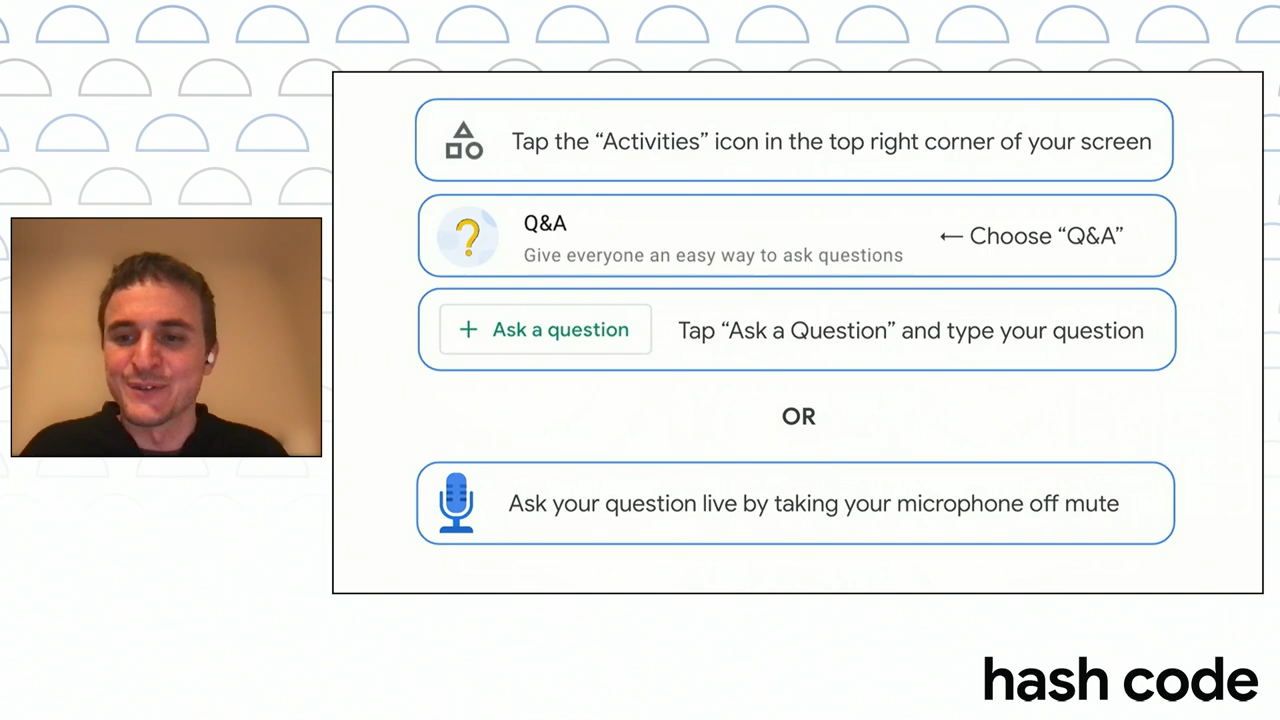 Tap the “Activities” icon in the top right corner of your screen
?
Q&A
Give everyone an easy way to ask questions
← Choose “Q&A”
+ Ask a question
Tap “Ask a Question” and type your question
OR
Ask your question live by taking your microphone off mute
hash code